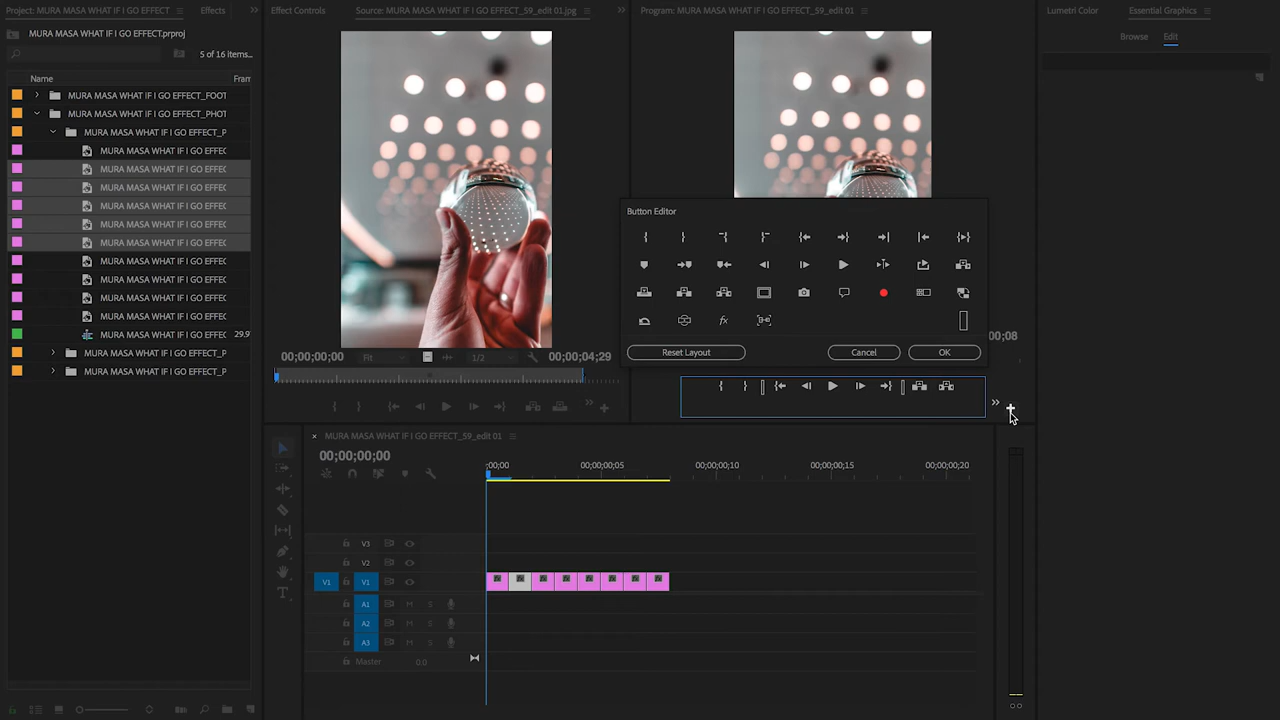 Project: MURA MASA WHAT IF I GO EFFECT
Effects
MURA MASA WHAT IF I GO EFFECT.prproj
5 of 16 items...
Name
Fram
MURA MASA WHAT IF I GO EFFECT_FOOT
MURA MASA WHAT IF I GO EFFECT_PHOT
MURA MASA WHAT IF I GO EFFECT_P
MURA MASA WHAT IF I GO EFFEC
MURA MASA WHAT IF I GO EFFEC
MURA MASA WHAT IF I GO EFFEC
MURA MASA WHAT IF I GO EFFEC
MURA MASA WHAT IF I GO EFFEC
MURA MASA WHAT IF I GO EFFEC
MURA MASA WHAT IF I GO EFFEC
MURA MASA WHAT IF I GO EFFEC
MURA MASA WHAT IF I GO EFFEC
MURA MASA WHAT IF I GO EFFEC
MURA MASA WHAT IF I GO EFFEC 29.9
MURA MASA WHAT IF I GO EFFECT_P
MURA MASA WHAT IF I GO EFFECT_P
Effect Controls
Source: MURA MASA WHAT IF I GO EFFECT_59_edit 01.jpg
00;00;00;00
Fit
1/2
00;00;04;29
Program: MURA MASA WHAT IF I GO EFFECT_59_edit 01
Button Editor
fx
Reset Layout
Cancel
OK
00;08
Lumetri Color
Essential Graphics
Browse
Edit
× MURA MASA WHAT IF I GO EFFECT_59_edit 01
00;00;00;00
;00;00
00;00;00;05
00;00;00;10
00;00;00;15
00;00;00;20
V3
V2
V1 V1
A1 M S
A2 M S
A3 M S
Master 0.0